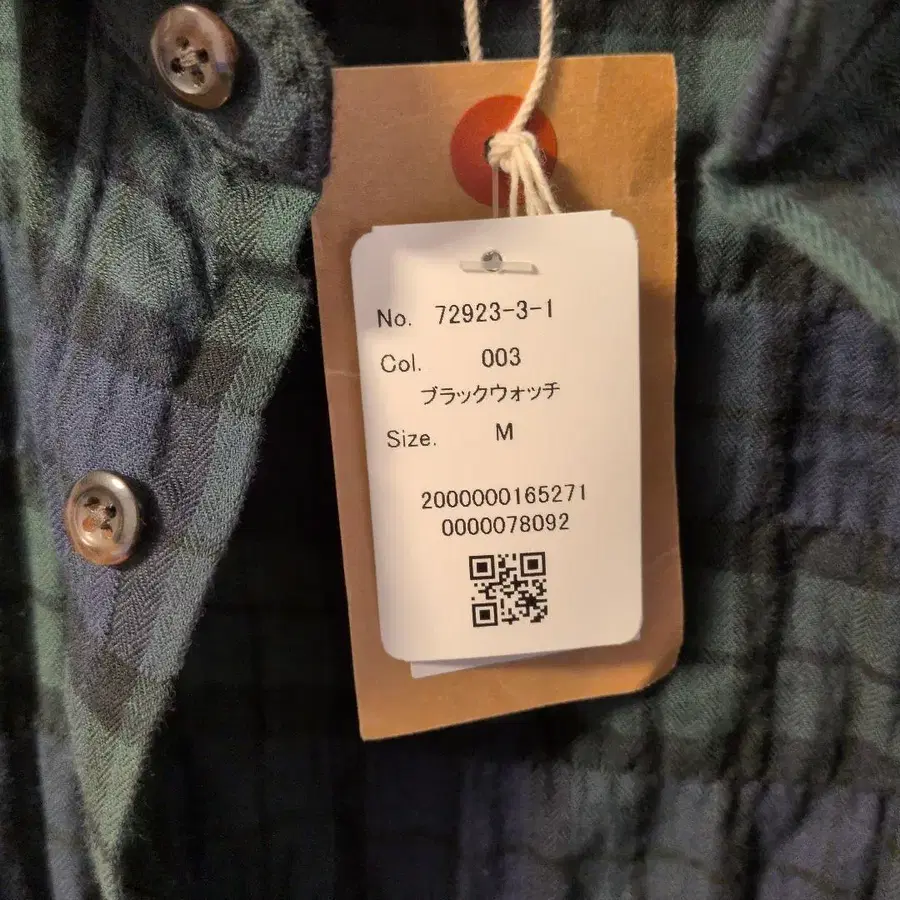 No. 72923-3-1
Col. 003
ブラックウォッチ
Size. M
2000000165271
0000078092